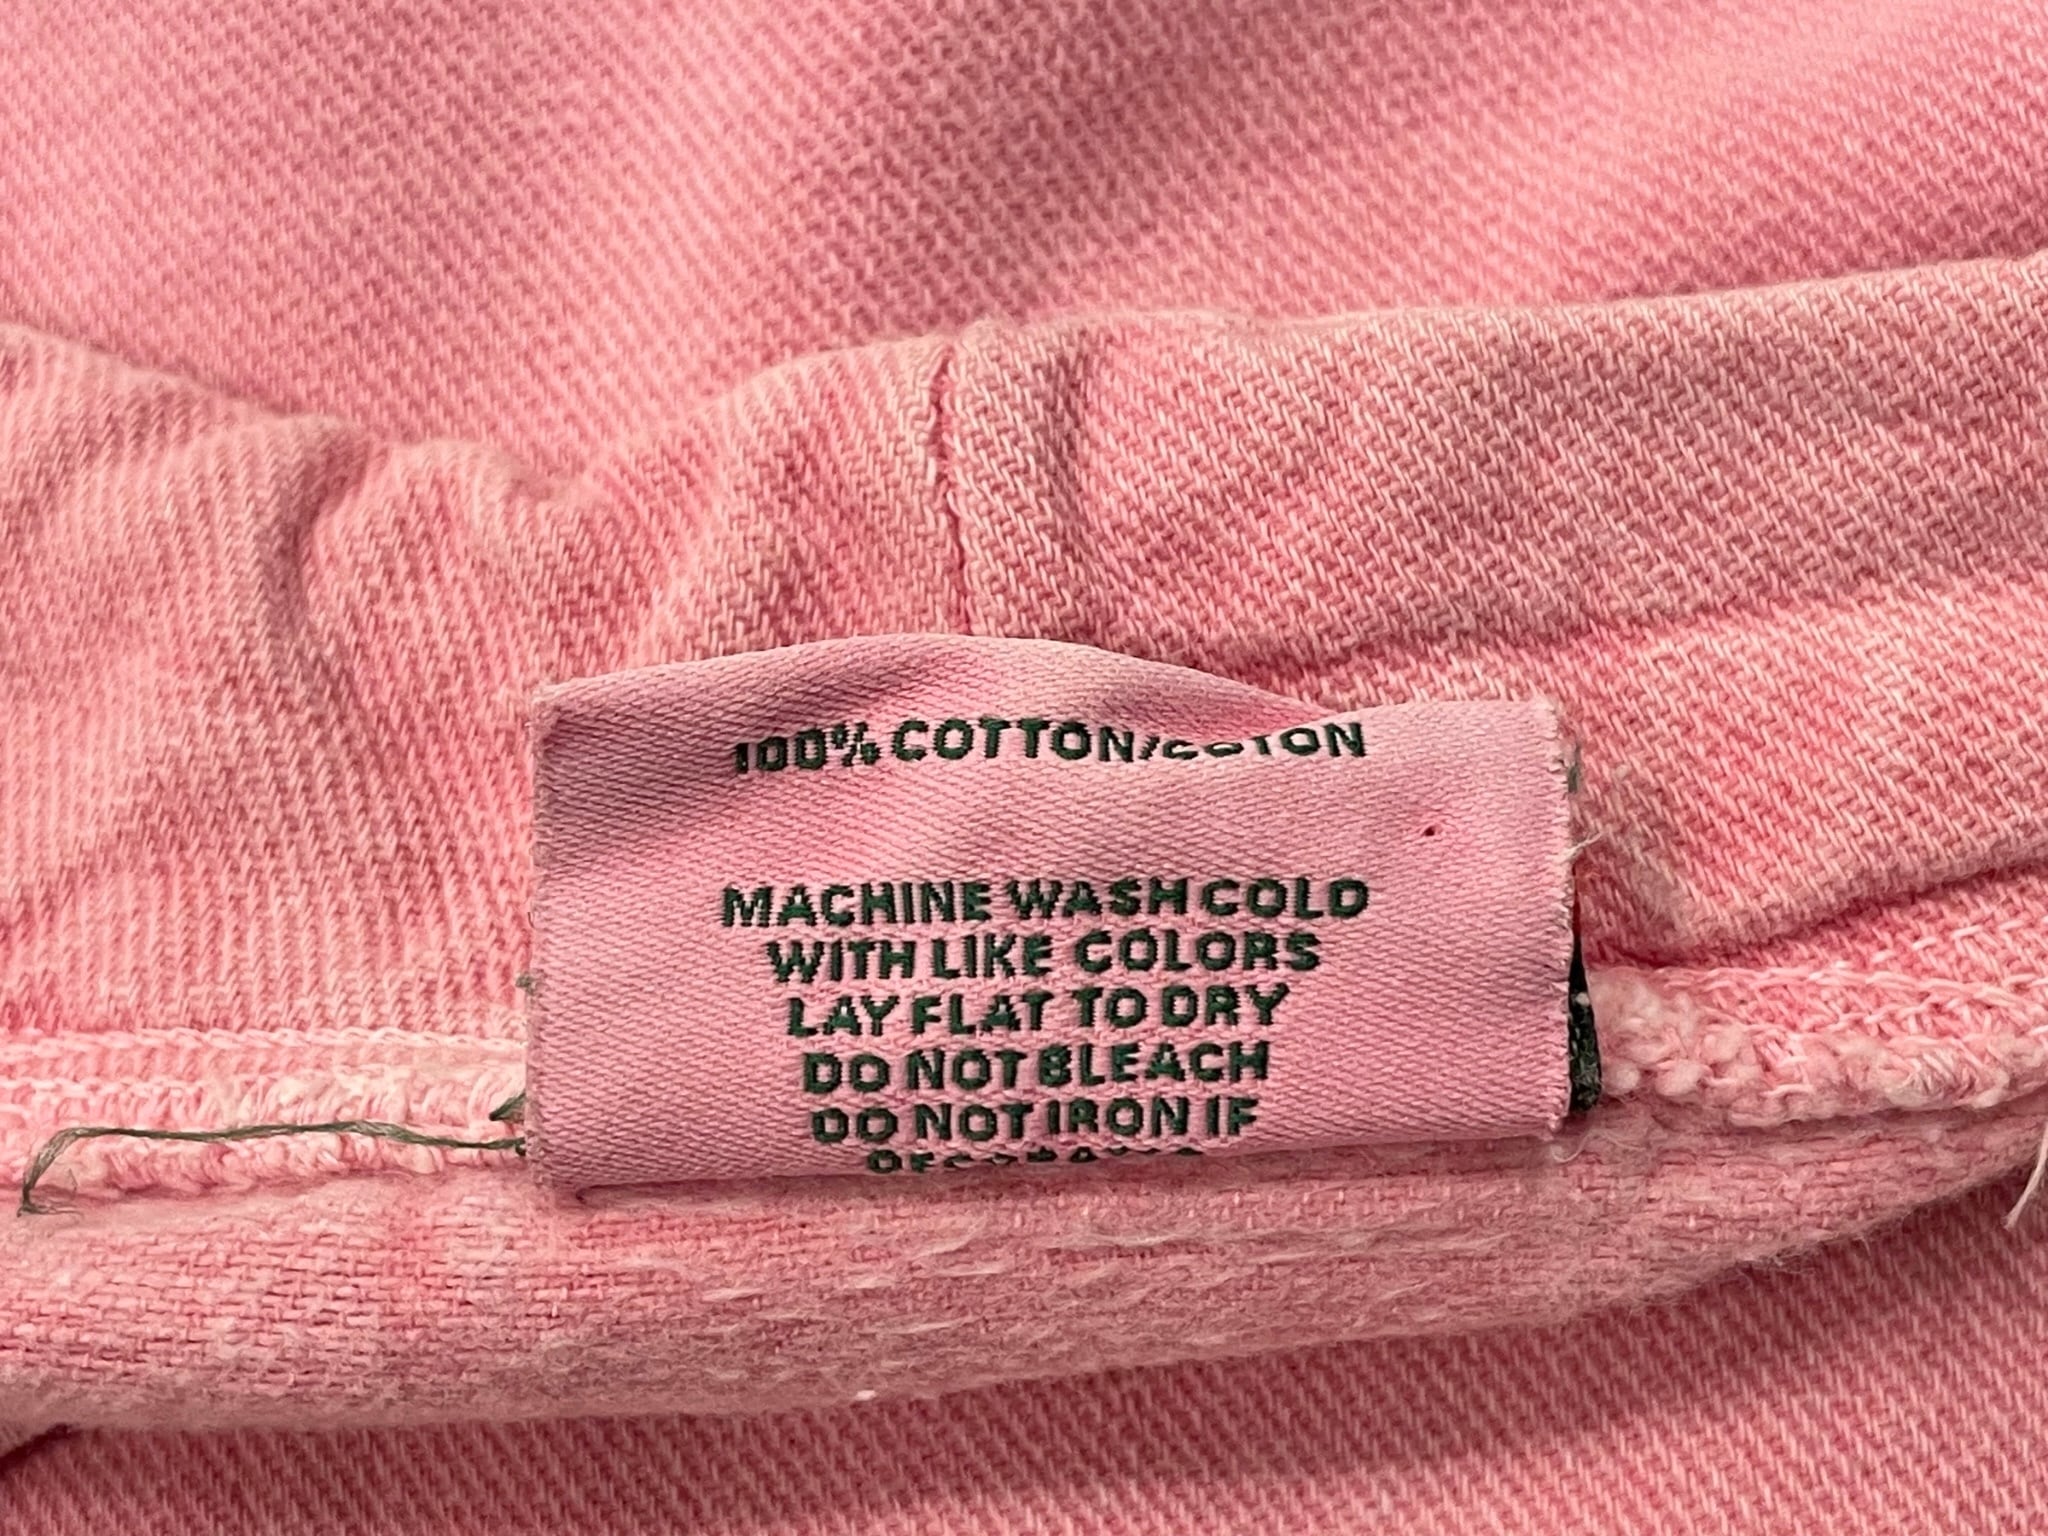 100% COTTON/COTON
MACHINE WASH COLD
WITH LIKE COLORS
LAY FLAT TO DRY
DO NOT BLEACH
DO NOT IRON IF